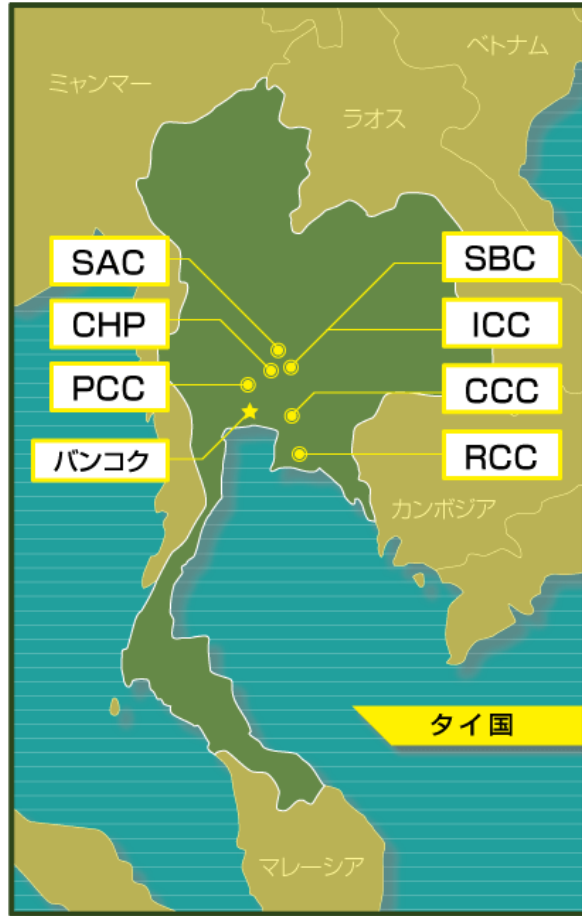 ベトナム
ミャンマー
ラオス
SAC
SBC
CHP
ICC
PCC
CCC
バンコク
RCC
カンボジア
タイ国
マレーシア